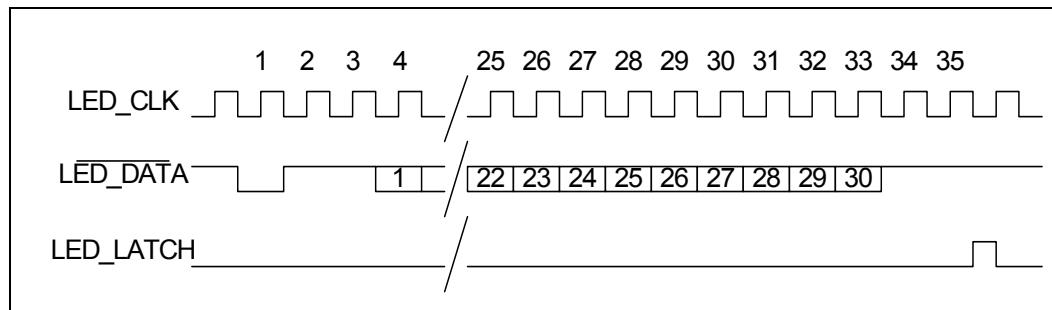 1 2 3 4 25 26 27 28 29 30 31 32 33 34 35
LED_CLK
LED_DATA 1 22 23 24 25 26 27 28 29 30
LED_LATCH